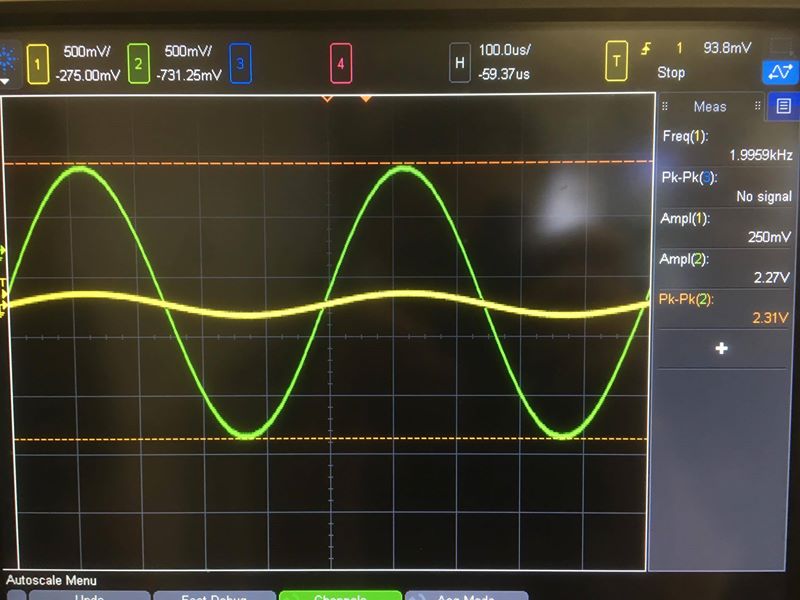 1 500mV/ -275.00mV 2 500mV/ -731.25mV 3 4 H 100.0us/ -59.37us T 1 93.8mV Stop
Meas
Freq(1):
1.9959kHz
Pk-Pk(3):
No signal
Ampl(1):
250mV
Ampl(2):
2.27V
Pk-Pk(2):
2.31V
Autoscale Menu
Undo Fast Debug Channels Acq Mode